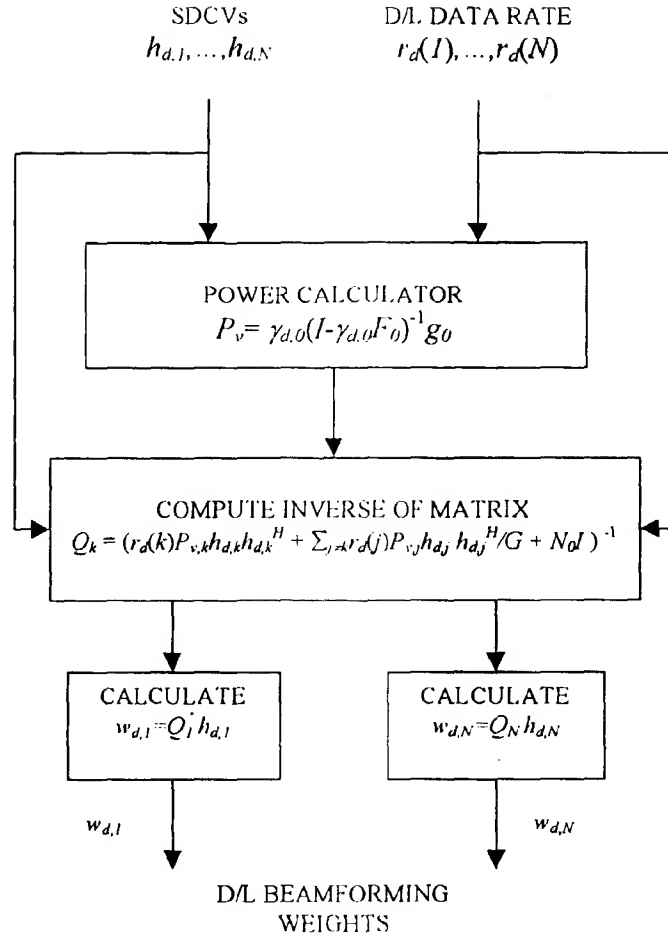 SDCVs D/L DATA RATE
h_{d,1},...,h_{d,N} r_d(1),...,r_d(N)
POWER CALCULATOR
P_v= γ_{d,0}(I-γ_{d,0}F_0)^{-1}g_0
COMPUTE INVERSE OF MATRIX
Q_k = (r_d(k)P_{v,k}h_{d,k}h_{d,k}^H + ∑_{j≠k}r_d(j)P_{v,j}h_{d,j} h_{d,j}^H/G + N_0I )^{-1}
CALCULATE CALCULATE
w_{d,1}=Q_1 h_{d,1} w_{d,N}=Q_N h_{d,N}
w_{d,1} w_{d,N}
D/L BEAMFORMING
WEIGHTS